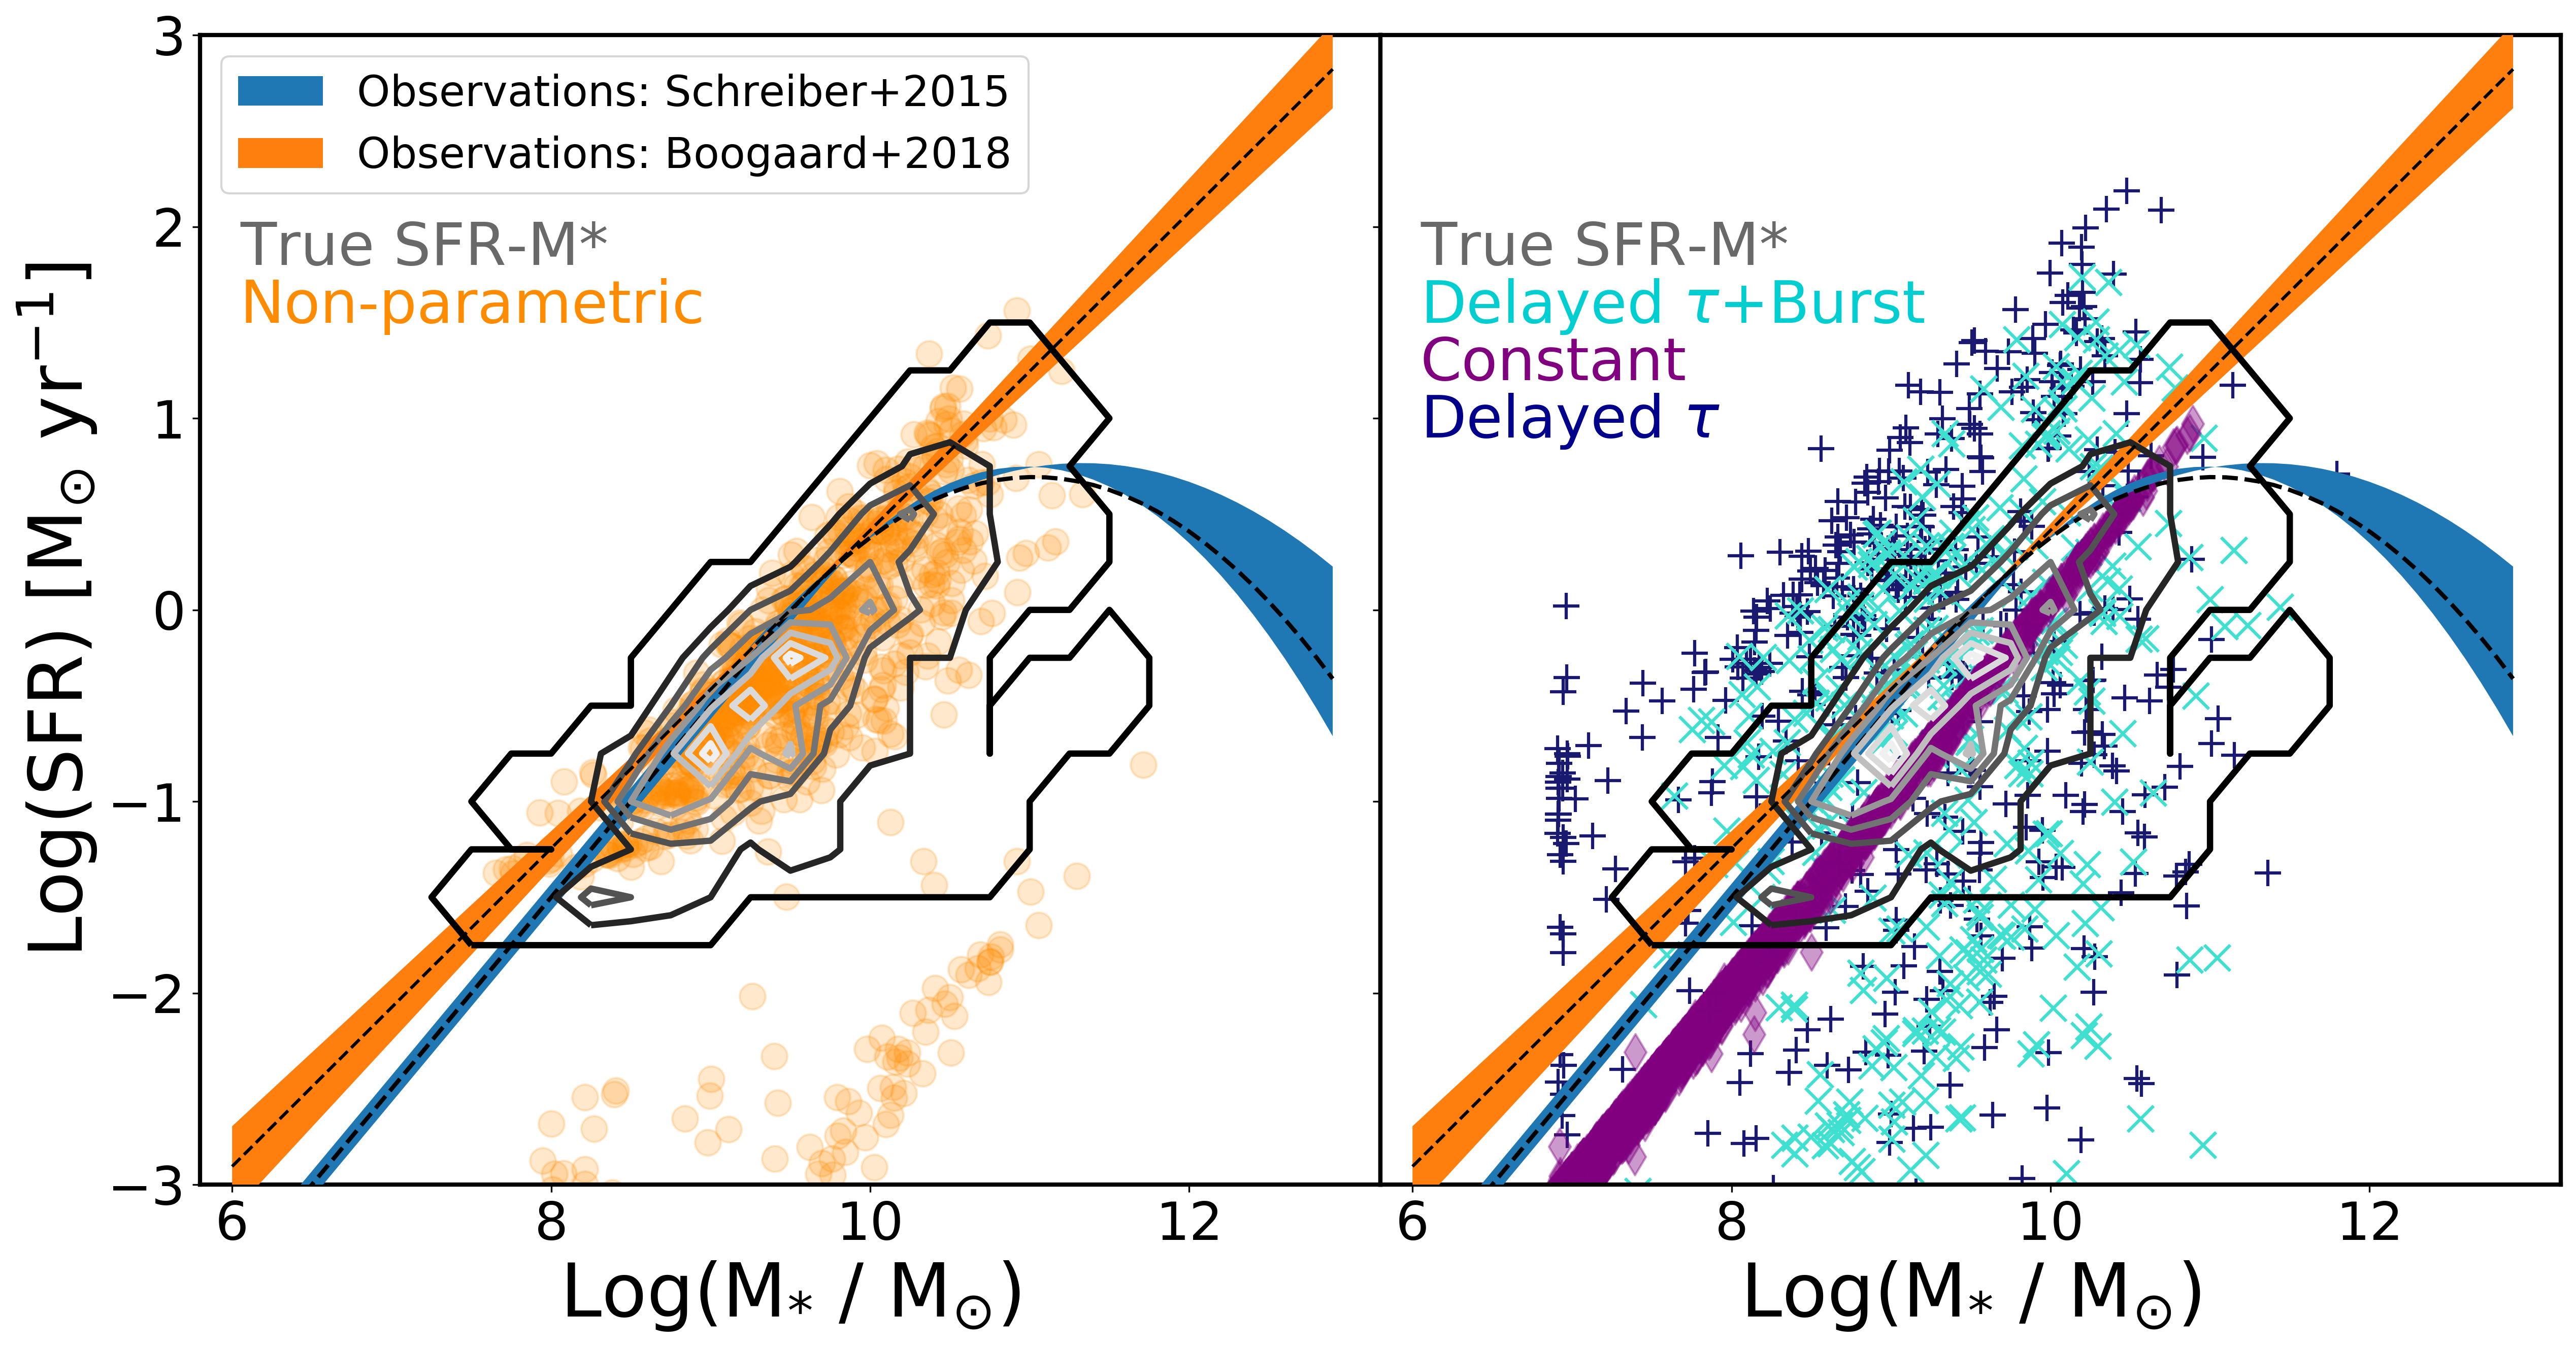 Observations: Schreiber+2015
Observations: Boogaard+2018
True SFR-M*
Non-parametric
True SFR-M*
Delayed τ+Burst
Constant
Delayed τ
Log(SFR) [M⊙ yr⁻¹]
3
2
1
0
−1
−2
−3
6 8 10 12
6 8 10 12
Log(M* / M⊙)
Log(M* / M⊙)